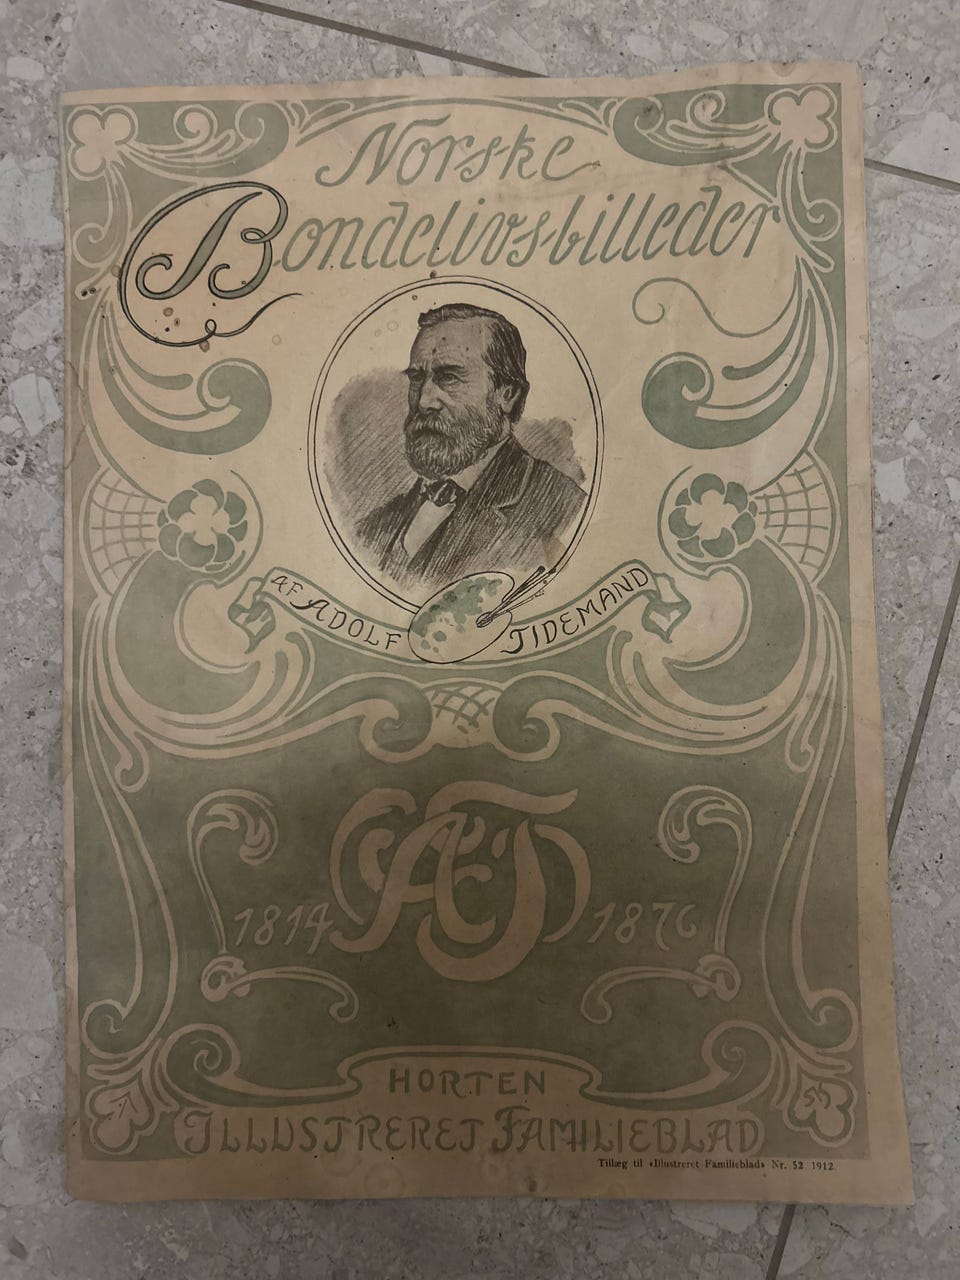 Norske
Bondelivsbilleder
AF ADOLF TIDEMAND
AT
1814 1876
HORTEN
ILLUSTRERET FAMILIEBLAD
Tillæg til «Illustreret Familieblad» Nr. 52 1912.